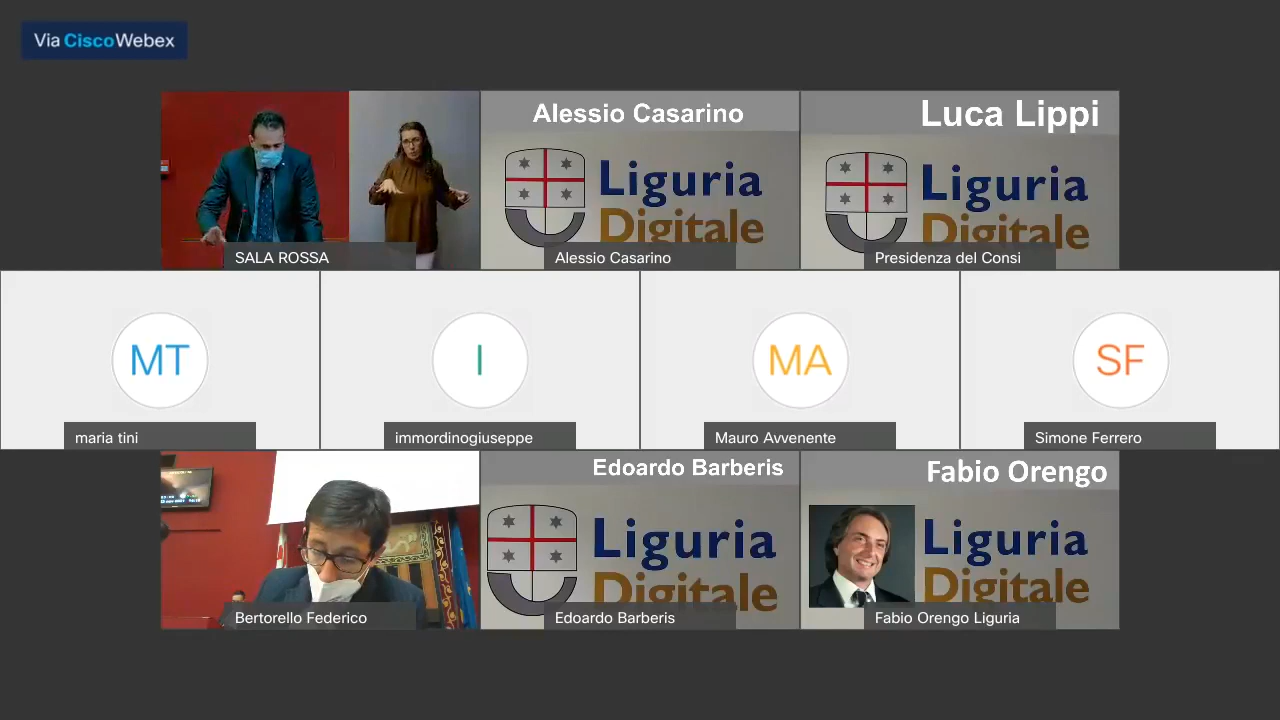 Via CiscoWebex
SALA ROSSA
Alessio Casarino
Liguria
Digitale
Alessio Casarino
Luca Lippi
Liguria
Digitale
Presidenza del Consi
MT
maria tini
I
immordinogiuseppe
MA
Mauro Avvenente
SF
Simone Ferrero
Bertorello Federico
Edoardo Barberis
Liguria
Digitale
Edoardo Barberis
Fabio Orengo
Liguria
Digitale
Fabio Orengo Liguria